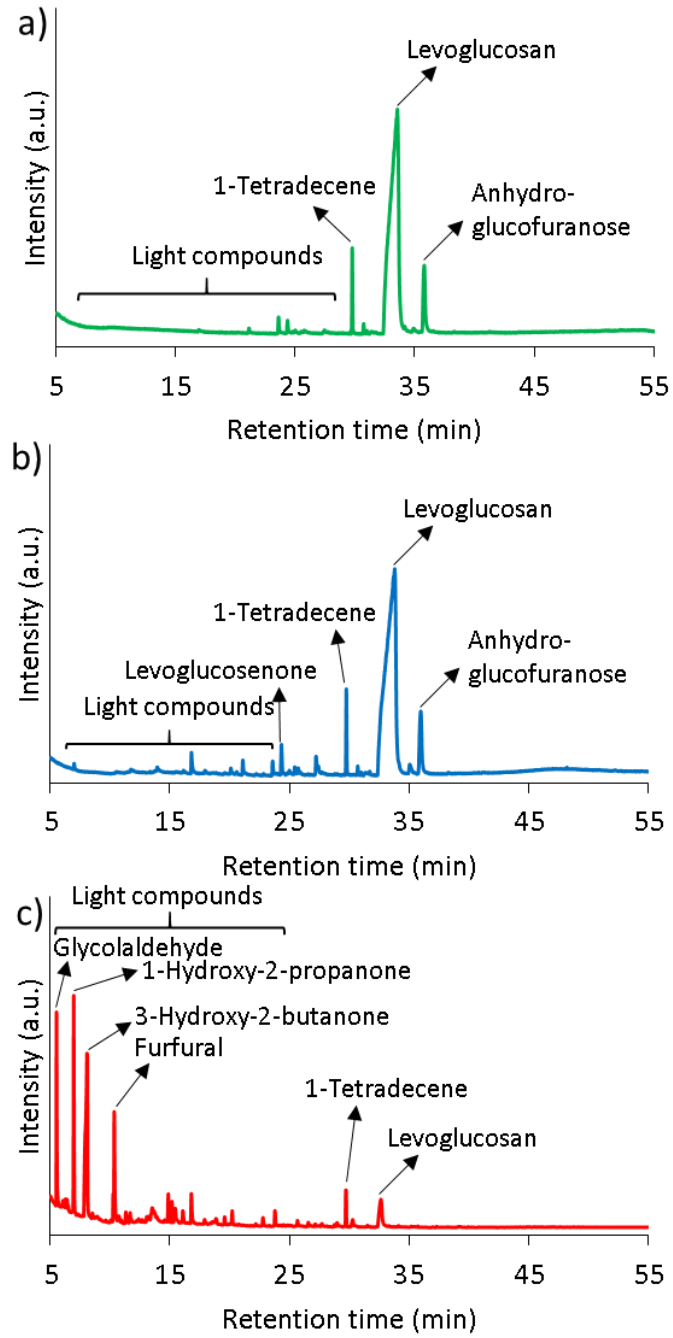 a)
Intensity (a.u.)
Levoglucosan
1-Tetradecene
Anhydro-
glucofuranose
Light compounds
5 15 25 35 45 55
Retention time (min)
b)
Intensity (a.u.)
Levoglucosan
1-Tetradecene
Anhydro-
glucofuranose
Levoglucosenone
Light compounds
5 15 25 35 45 55
Retention time (min)
c)
Intensity (a.u.)
Light compounds
Glycolaldehyde
1-Hydroxy-2-propanone
3-Hydroxy-2-butanone
Furfural
1-Tetradecene
Levoglucosan
5 15 25 35 45 55
Retention time (min)